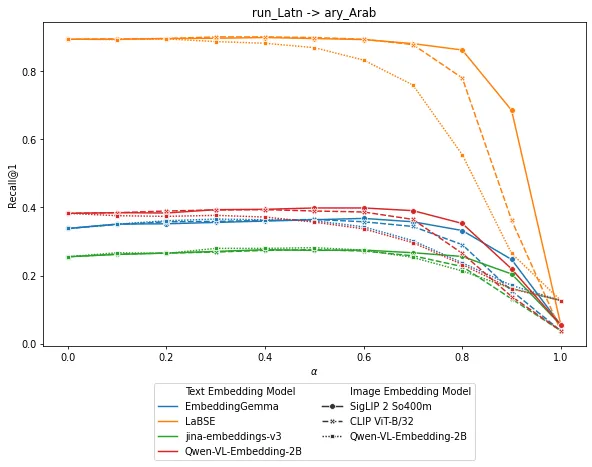 run_Latn -> ary_Arab
Recall@1
0.8
0.6
0.4
0.2
0.0
0.0 0.2 0.4 0.6 0.8 1.0
α
Text Embedding Model
EmbeddingGemma
LaBSE
jina-embeddings-v3
Qwen-VL-Embedding-2B
Image Embedding Model
SigLIP 2 So400m
CLIP ViT-B/32
Qwen-VL-Embedding-2B